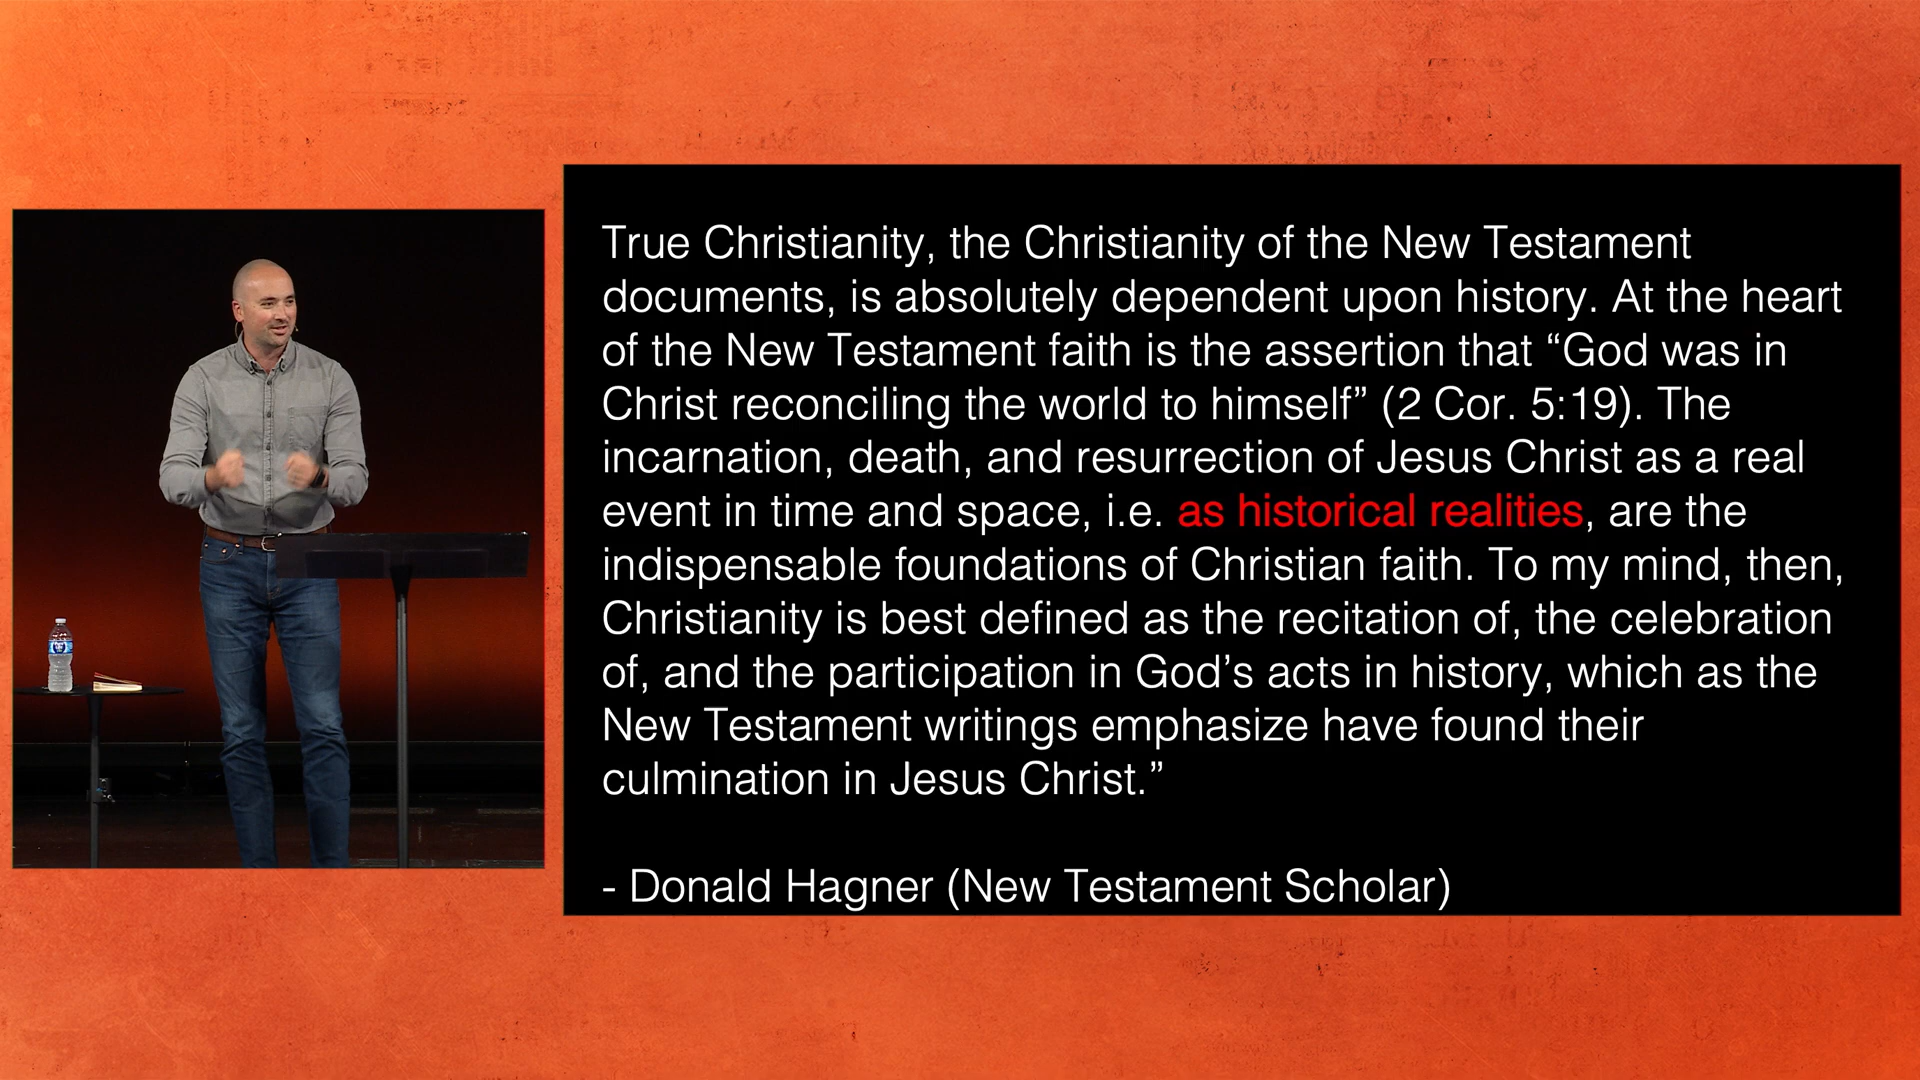 True Christianity, the Christianity of the New Testament
documents, is absolutely dependent upon history. At the heart
of the New Testament faith is the assertion that “God was in
Christ reconciling the world to himself” (2 Cor. 5:19). The
incarnation, death, and resurrection of Jesus Christ as a real
event in time and space, i.e. as historical realities, are the
indispensable foundations of Christian faith. To my mind, then,
Christianity is best defined as the recitation of, the celebration
of, and the participation in God’s acts in history, which as the
New Testament writings emphasize have found their
culmination in Jesus Christ.”
- Donald Hagner (New Testament Scholar)